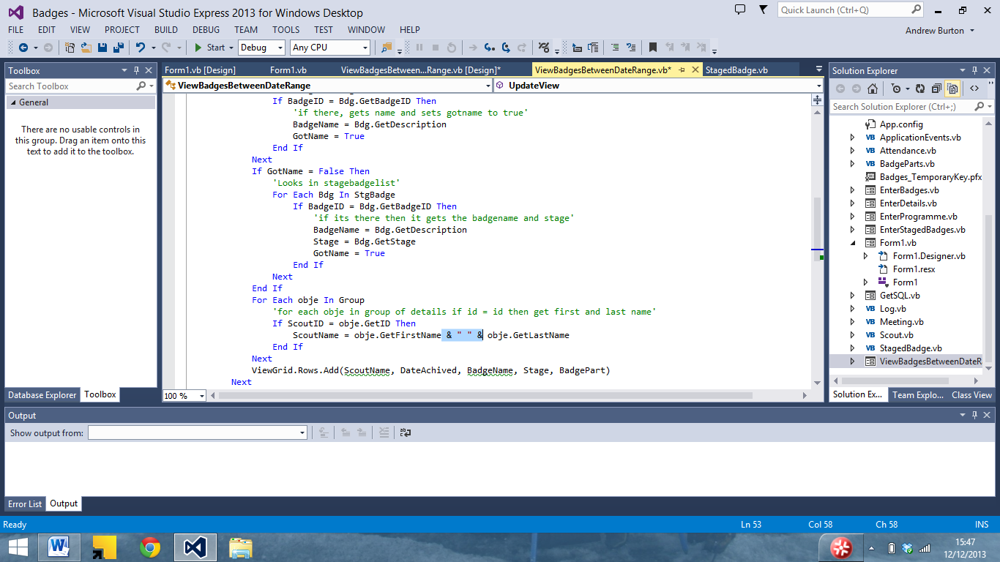 Badges - Microsoft Visual Studio Express 2013 for Windows Desktop
Quick Launch (Ctrl+Q)
FILE EDIT VIEW PROJECT BUILD DEBUG TEAM TOOLS TEST WINDOW HELP
Andrew Burton
Start Debug Any CPU
Toolbox
Search Toolbox
General
There are no usable controls in
this group. Drag an item onto this
text to add it to the toolbox.
Database Explorer Toolbox
Form1.vb [Design] Form1.vb ViewBadgesBetween...Range.vb [Design]* ViewBadgesBetweenDateRange.vb* StagedBadge.vb
ViewBadgesBetweenDateRange UpdateView
If BadgeID = Bdg.GetBadgeID Then
'if there, gets name and sets gotname to true'
BadgeName = Bdg.GetDescription
GotName = True
End If
Next
If GotName = False Then
'Looks in stagebadgelist'
For Each Bdg In StgBadge
If BadgeID = Bdg.GetBadgeID Then
'if its there then it gets the badgename and stage'
BadgeName = Bdg.GetDescription
Stage = Bdg.GetStage
GotName = True
End If
Next
End If
For Each obje In Group
'for each obje in group of details if id = id then get first and last name'
If ScoutID = obje.GetID Then
ScoutName = obje.GetFirstName & " " & obje.GetLastName
End If
Next
ViewGrid.Rows.Add(ScoutName, DateAchived, BadgeName, Stage, BadgePart)
Next
100 %
Solution Explorer
Search Solution Explorer (Ctrl+;)
App.config
VB ApplicationEvents.vb
VB Attendance.vb
VB BadgeParts.vb
Badges_TemporaryKey.pfx
EnterBadges.vb
EnterDetails.vb
EnterProgramme.vb
EnterStagedBadges.vb
Form1.vb
Form1.Designer.vb
Form1.resx
Form1
GetSQL.vb
VB Log.vb
VB Meeting.vb
VB Scout.vb
VB StagedBadge.vb
ViewBadgesBetweenDateR
Solution Ex... Team Explo... Class View
Output
Show output from:
Error List Output
Ready Ln 53 Col 58 Ch 58 INS
15:47
12/12/2013